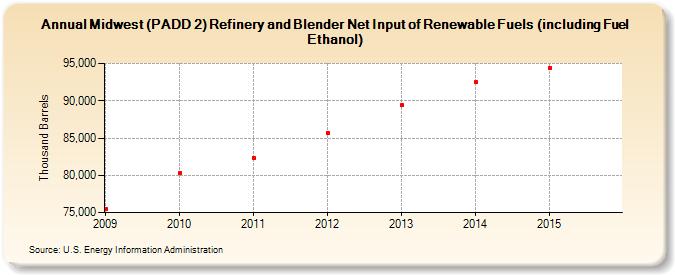 Annual Midwest (PADD 2) Refinery and Blender Net Input of Renewable Fuels (including Fuel
Ethanol)
Thousand Barrels
95,000
90,000
85,000
80,000
75,000
2009 2010 2011 2012 2013 2014 2015
Source: U.S. Energy Information Administration